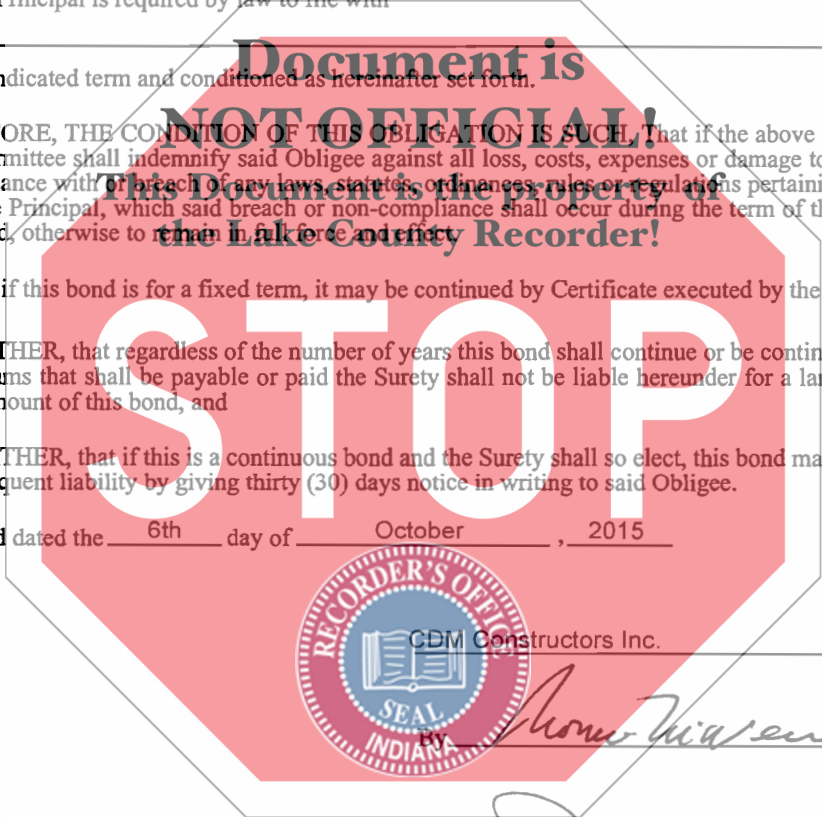 rincipal is required by law to file with
Document is
ndicated term and conditioned as hereinafter set forth.
NOT OFFICIAL!
ORE, THE CONDITION OF THIS OBLIGATION IS SUCH, That if the above
mittee shall indemnify said Obligee against all loss, costs, expenses or damage to
ance with or breach of any laws, statutes, ordinances, rules or regulations pertaini
This Document is the property of
Principal, which said breach or non-compliance shall occur during the term of th
d, otherwise to remain in full force and effect.
the Lake County Recorder!
if this bond is for a fixed term, it may be continued by Certificate executed by the
STOP
THER, that regardless of the number of years this bond shall continue or be contin
ms that shall be payable or paid the Surety shall not be liable hereunder for a lar
ount of this bond, and
THER, that if this is a continuous bond and the Surety shall so elect, this bond ma
quent liability by giving thirty (30) days notice in writing to said Obligee.
d dated the 6th day of October , 2015
RECORDER'S OFFICE
CDM Constructors Inc.
SEAL
INDIANA
By